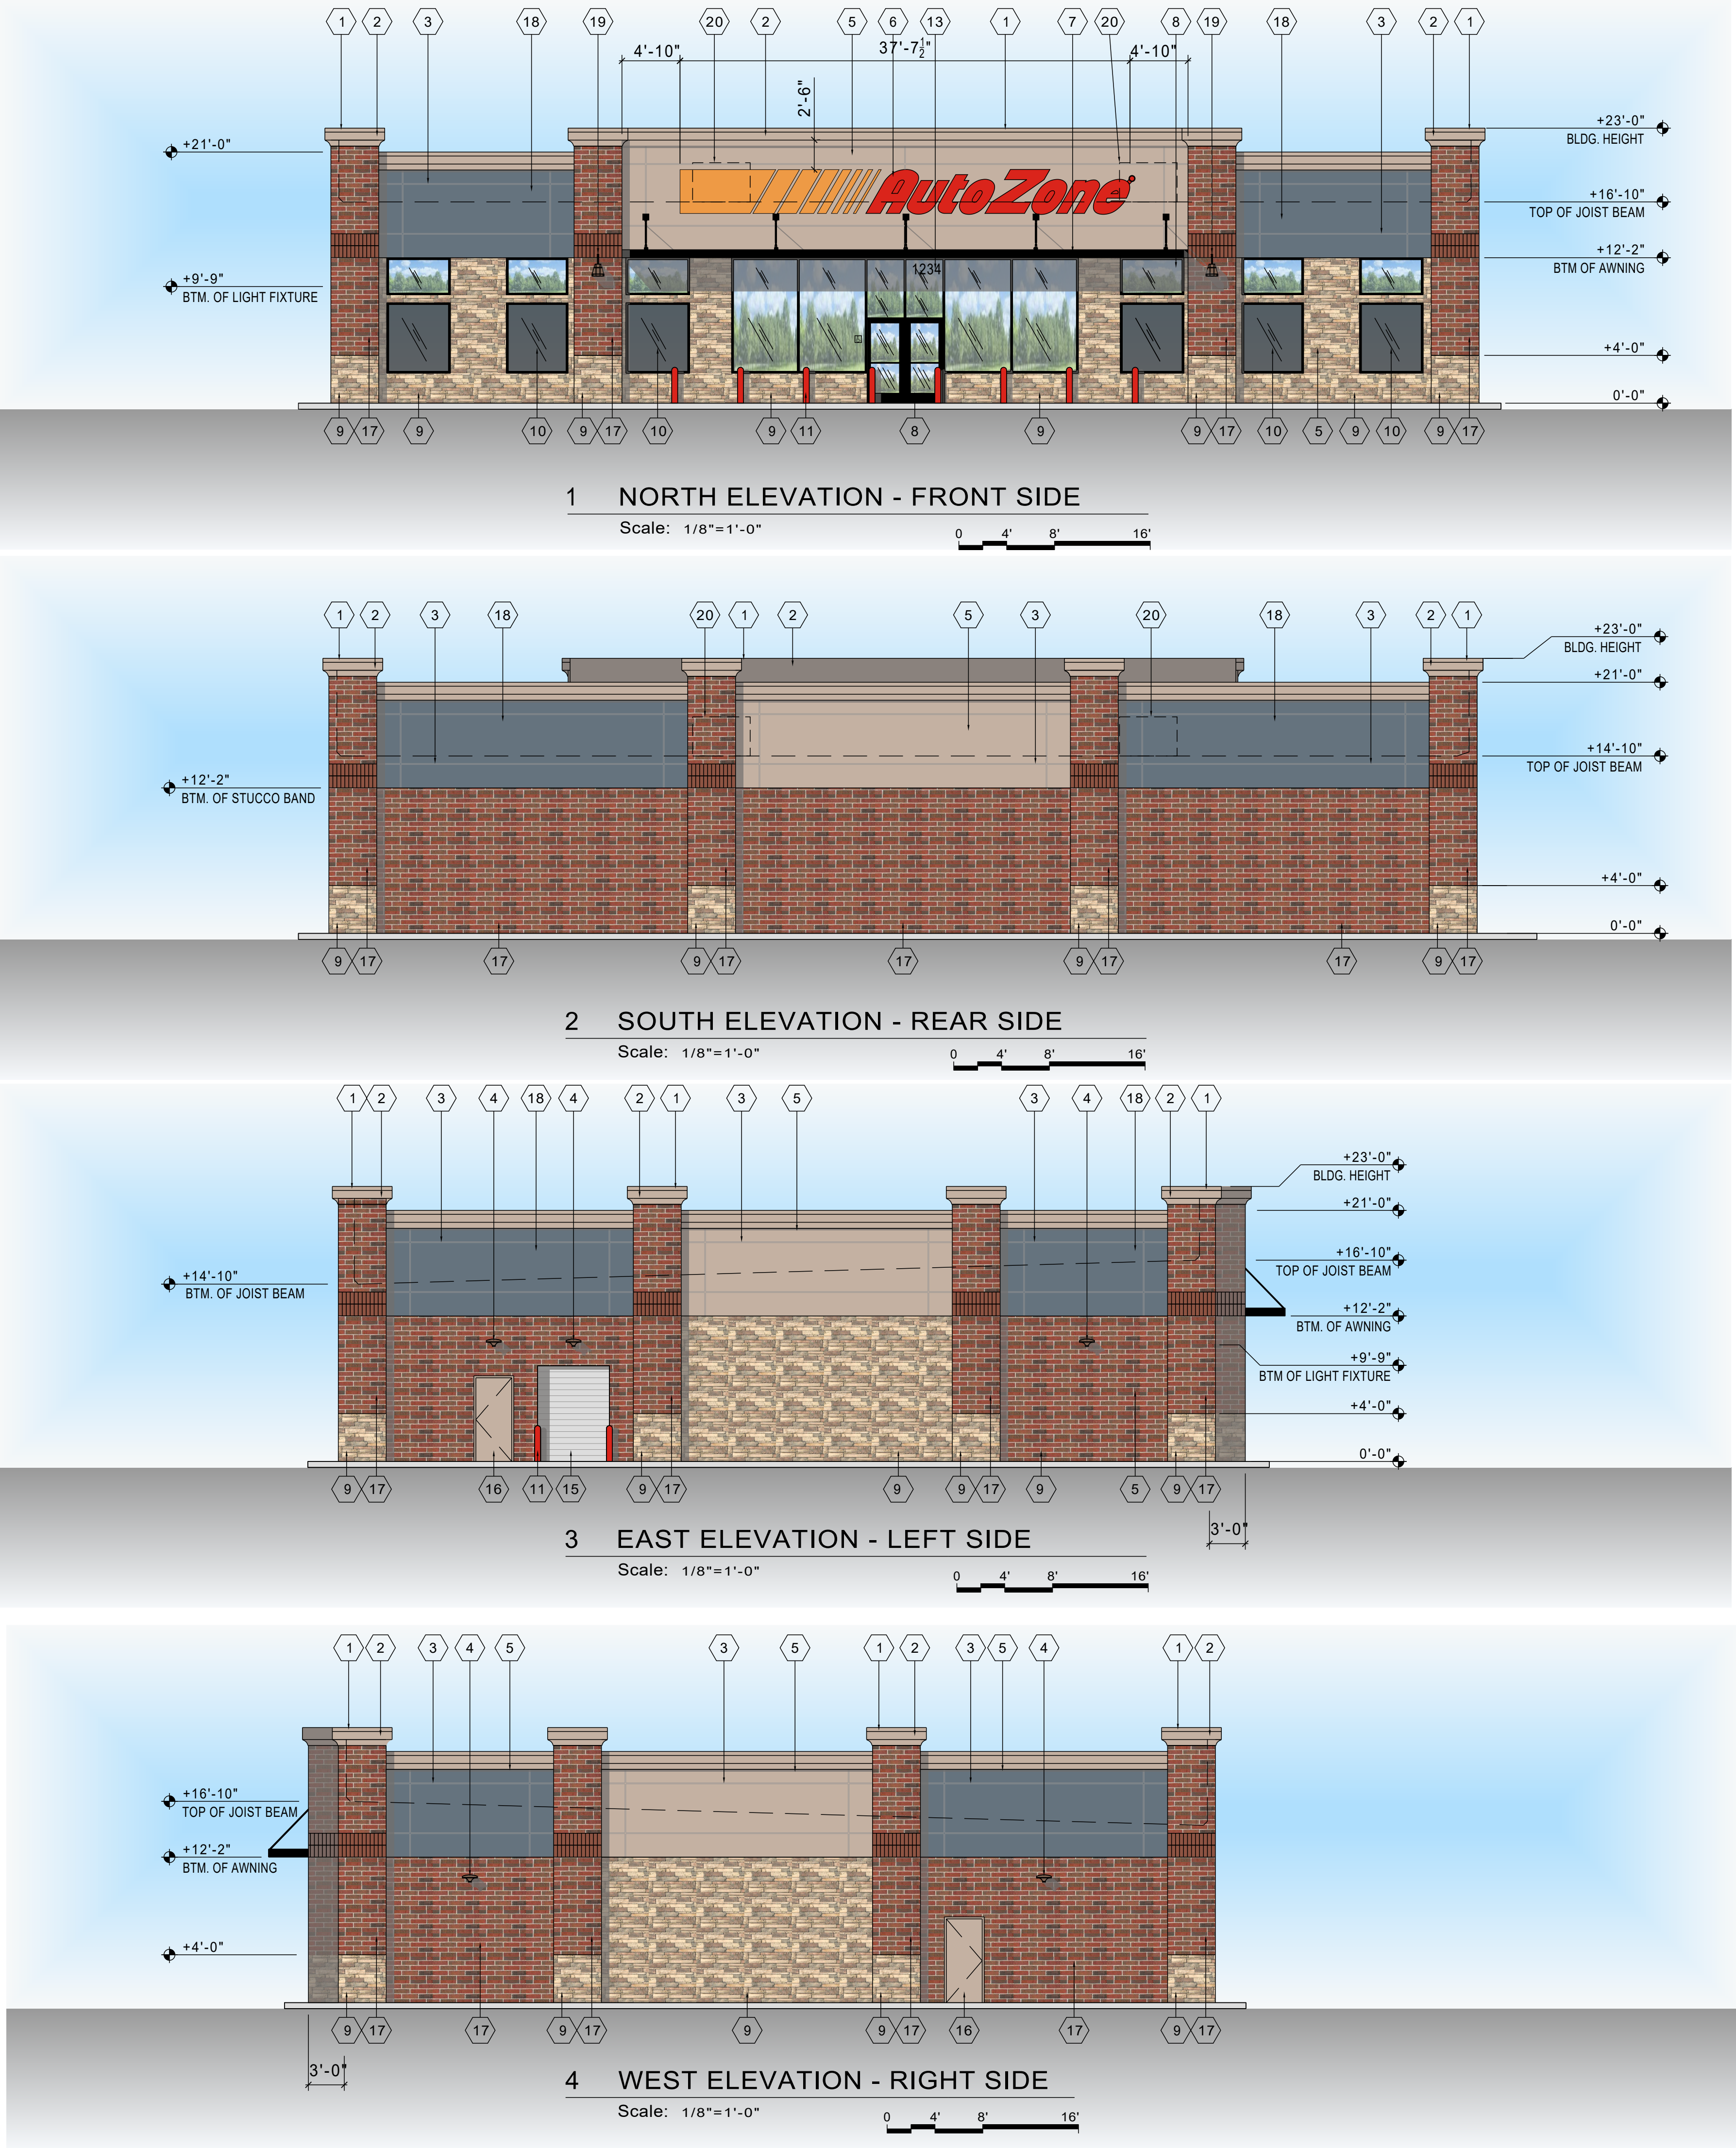 1 2 3 18 19 20 2 5 6 13 1 7 20 8 19 18 3 2 1
4'-10" 37'-7½" 4'-10"
2'-6"
+23'-0"
BLDG. HEIGHT
+21'-0"
AutoZone
+16'-10"
TOP OF JOIST BEAM
+12'-2"
BTM OF AWNING
1234
+9'-9"
BTM. OF LIGHT FIXTURE
+4'-0"
0'-0"
9 17 9 10 9 17 10 9 11 8 9 9 17 10 5 9 10 9 17
1 NORTH ELEVATION - FRONT SIDE
Scale: 1/8"=1'-0"
0 4' 8' 16'
1 2 3 18 20 1 2 5 3 20 18 3 2 1
+23'-0"
BLDG. HEIGHT
+21'-0"
+14'-10"
TOP OF JOIST BEAM
+12'-2"
BTM. OF STUCCO BAND
+4'-0"
0'-0"
9 17 17 9 17 17 9 17 17 9 17
2 SOUTH ELEVATION - REAR SIDE
Scale: 1/8"=1'-0"
0 4' 8' 16'
1 2 3 4 18 4 2 1 3 5 3 4 18 2 1
+23'-0"
BLDG. HEIGHT
+21'-0"
+16'-10"
TOP OF JOIST BEAM
+14'-10"
BTM. OF JOIST BEAM
+12'-2"
BTM. OF AWNING
+9'-9"
BTM OF LIGHT FIXTURE
+4'-0"
0'-0"
9 17 16 11 15 9 17 9 9 17 9 5 9 17
3'-0"
3 EAST ELEVATION - LEFT SIDE
Scale: 1/8"=1'-0"
0 4' 8' 16'
1 2 3 4 5 3 5 1 2 3 5 4 1 2
+16'-10"
TOP OF JOIST BEAM
+12'-2"
BTM. OF AWNING
+4'-0"
9 17 17 9 17 9 9 17 16 17 9 17
3'-0"
4 WEST ELEVATION - RIGHT SIDE
Scale: 1/8"=1'-0"
0 4' 8' 16'